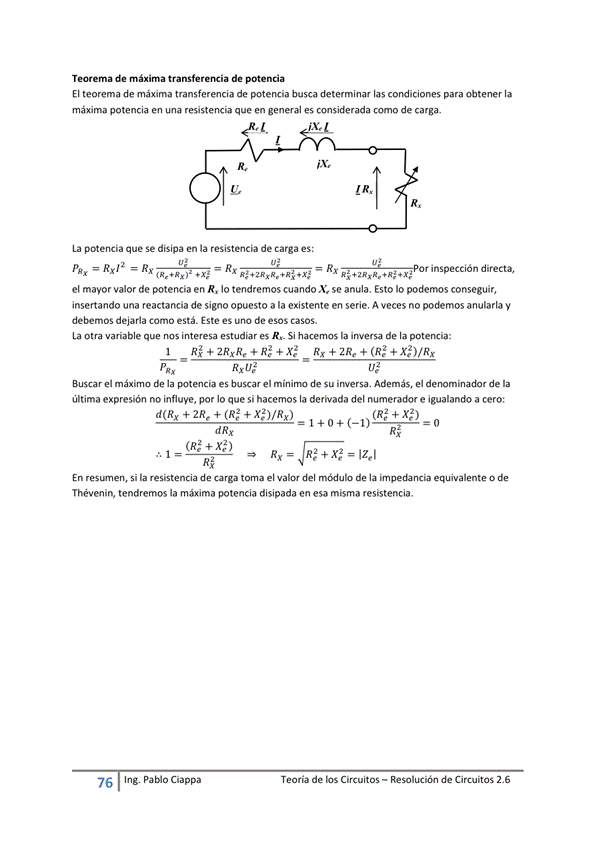 Teorema de máxima transferencia de potencia
El teorema de máxima transferencia de potencia busca determinar las condiciones para obtener la
máxima potencia en una resistencia que en general es considerada como de carga.
R_e I jX_e I
I
R_e jX_e
U_e I R_x
R_x
La potencia que se disipa en la resistencia de carga es:
P_{R_X} = R_X I^2 = R_X \frac{U_e^2}{(R_e+R_X)^2+X_e^2} = R_X \frac{U_e^2}{R_e^2+2R_XR_e+R_X^2+X_e^2} = R_X \frac{U_e^2}{R_X^2+2R_XR_e+R_e^2+X_e^2} Por inspección directa,
el mayor valor de potencia en R_x lo tendremos cuando X_e se anula. Esto lo podemos conseguir,
insertando una reactancia de signo opuesto a la existente en serie. A veces no podemos anularla y
debemos dejarla como está. Este es uno de esos casos.
La otra variable que nos interesa estudiar es R_x. Si hacemos la inversa de la potencia:
\frac{1}{P_{R_X}} = \frac{R_X^2 + 2R_XR_e + R_e^2 + X_e^2}{R_XU_e^2} = \frac{R_X + 2R_e + (R_e^2 + X_e^2)/R_X}{U_e^2}
Buscar el máximo de la potencia es buscar el mínimo de su inversa. Además, el denominador de la
última expresión no influye, por lo que si hacemos la derivada del numerador e igualando a cero:
\frac{d(R_X + 2R_e + (R_e^2 + X_e^2)/R_X)}{dR_X} = 1 + 0 + (−1)\frac{(R_e^2 + X_e^2)}{R_X^2} = 0
∴ 1 = \frac{(R_e^2 + X_e^2)}{R_X^2} ⇒ R_X = \sqrt{R_e^2 + X_e^2} = |Z_e|
En resumen, si la resistencia de carga toma el valor del módulo de la impedancia equivalente o de
Thévenin, tendremos la máxima potencia disipada en esa misma resistencia.
76 Ing. Pablo Ciappa Teoría de los Circuitos – Resolución de Circuitos 2.6